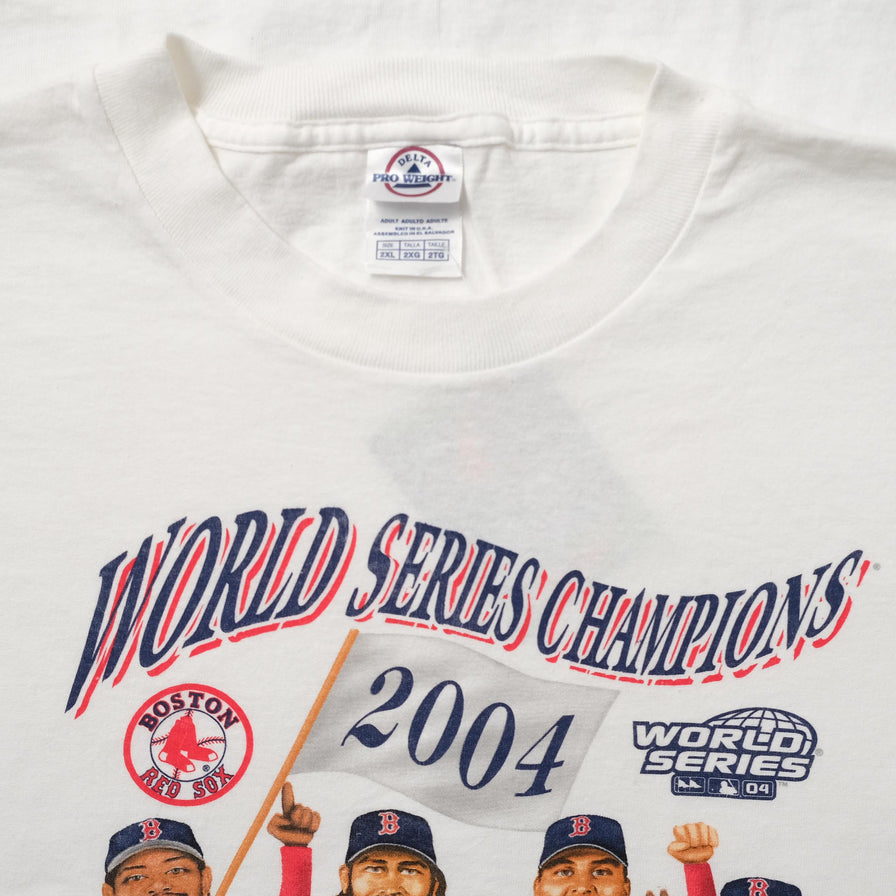 DELTA
PRO WEIGHT
ADULT ADULTO ADULTE
KNIT IN U.S.A.
ASSEMBLED IN EL SALVADOR
SIZE TALLA TAILLE
2XL 2XG 2TG
WORLD SERIES CHAMPIONS
2004
BOSTON
RED SOX
WORLD
SERIES
04
B
B
B
B